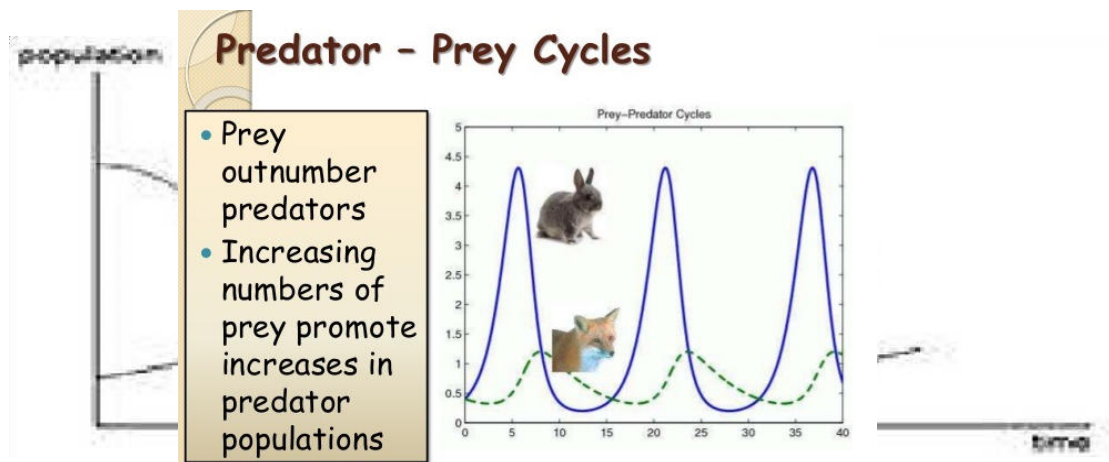 population
Predator – Prey Cycles
• Prey
outnumber
predators
• Increasing
numbers of
prey promote
increases in
predator
populations
Prey-Predator Cycles
5
4.5
4
3.5
3
2.5
2
1.5
1
0.5
0
0 5 10 15 20 25 30 35 40
time